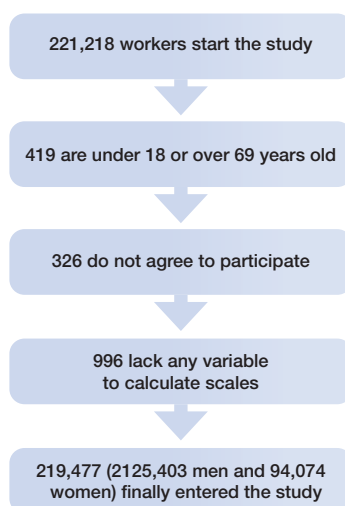 221,218 workers start the study
419 are under 18 or over 69 years old
326 do not agree to participate
996 lack any variable
to calculate scales
219,477 (2125,403 men and 94,074
women) finally entered the study